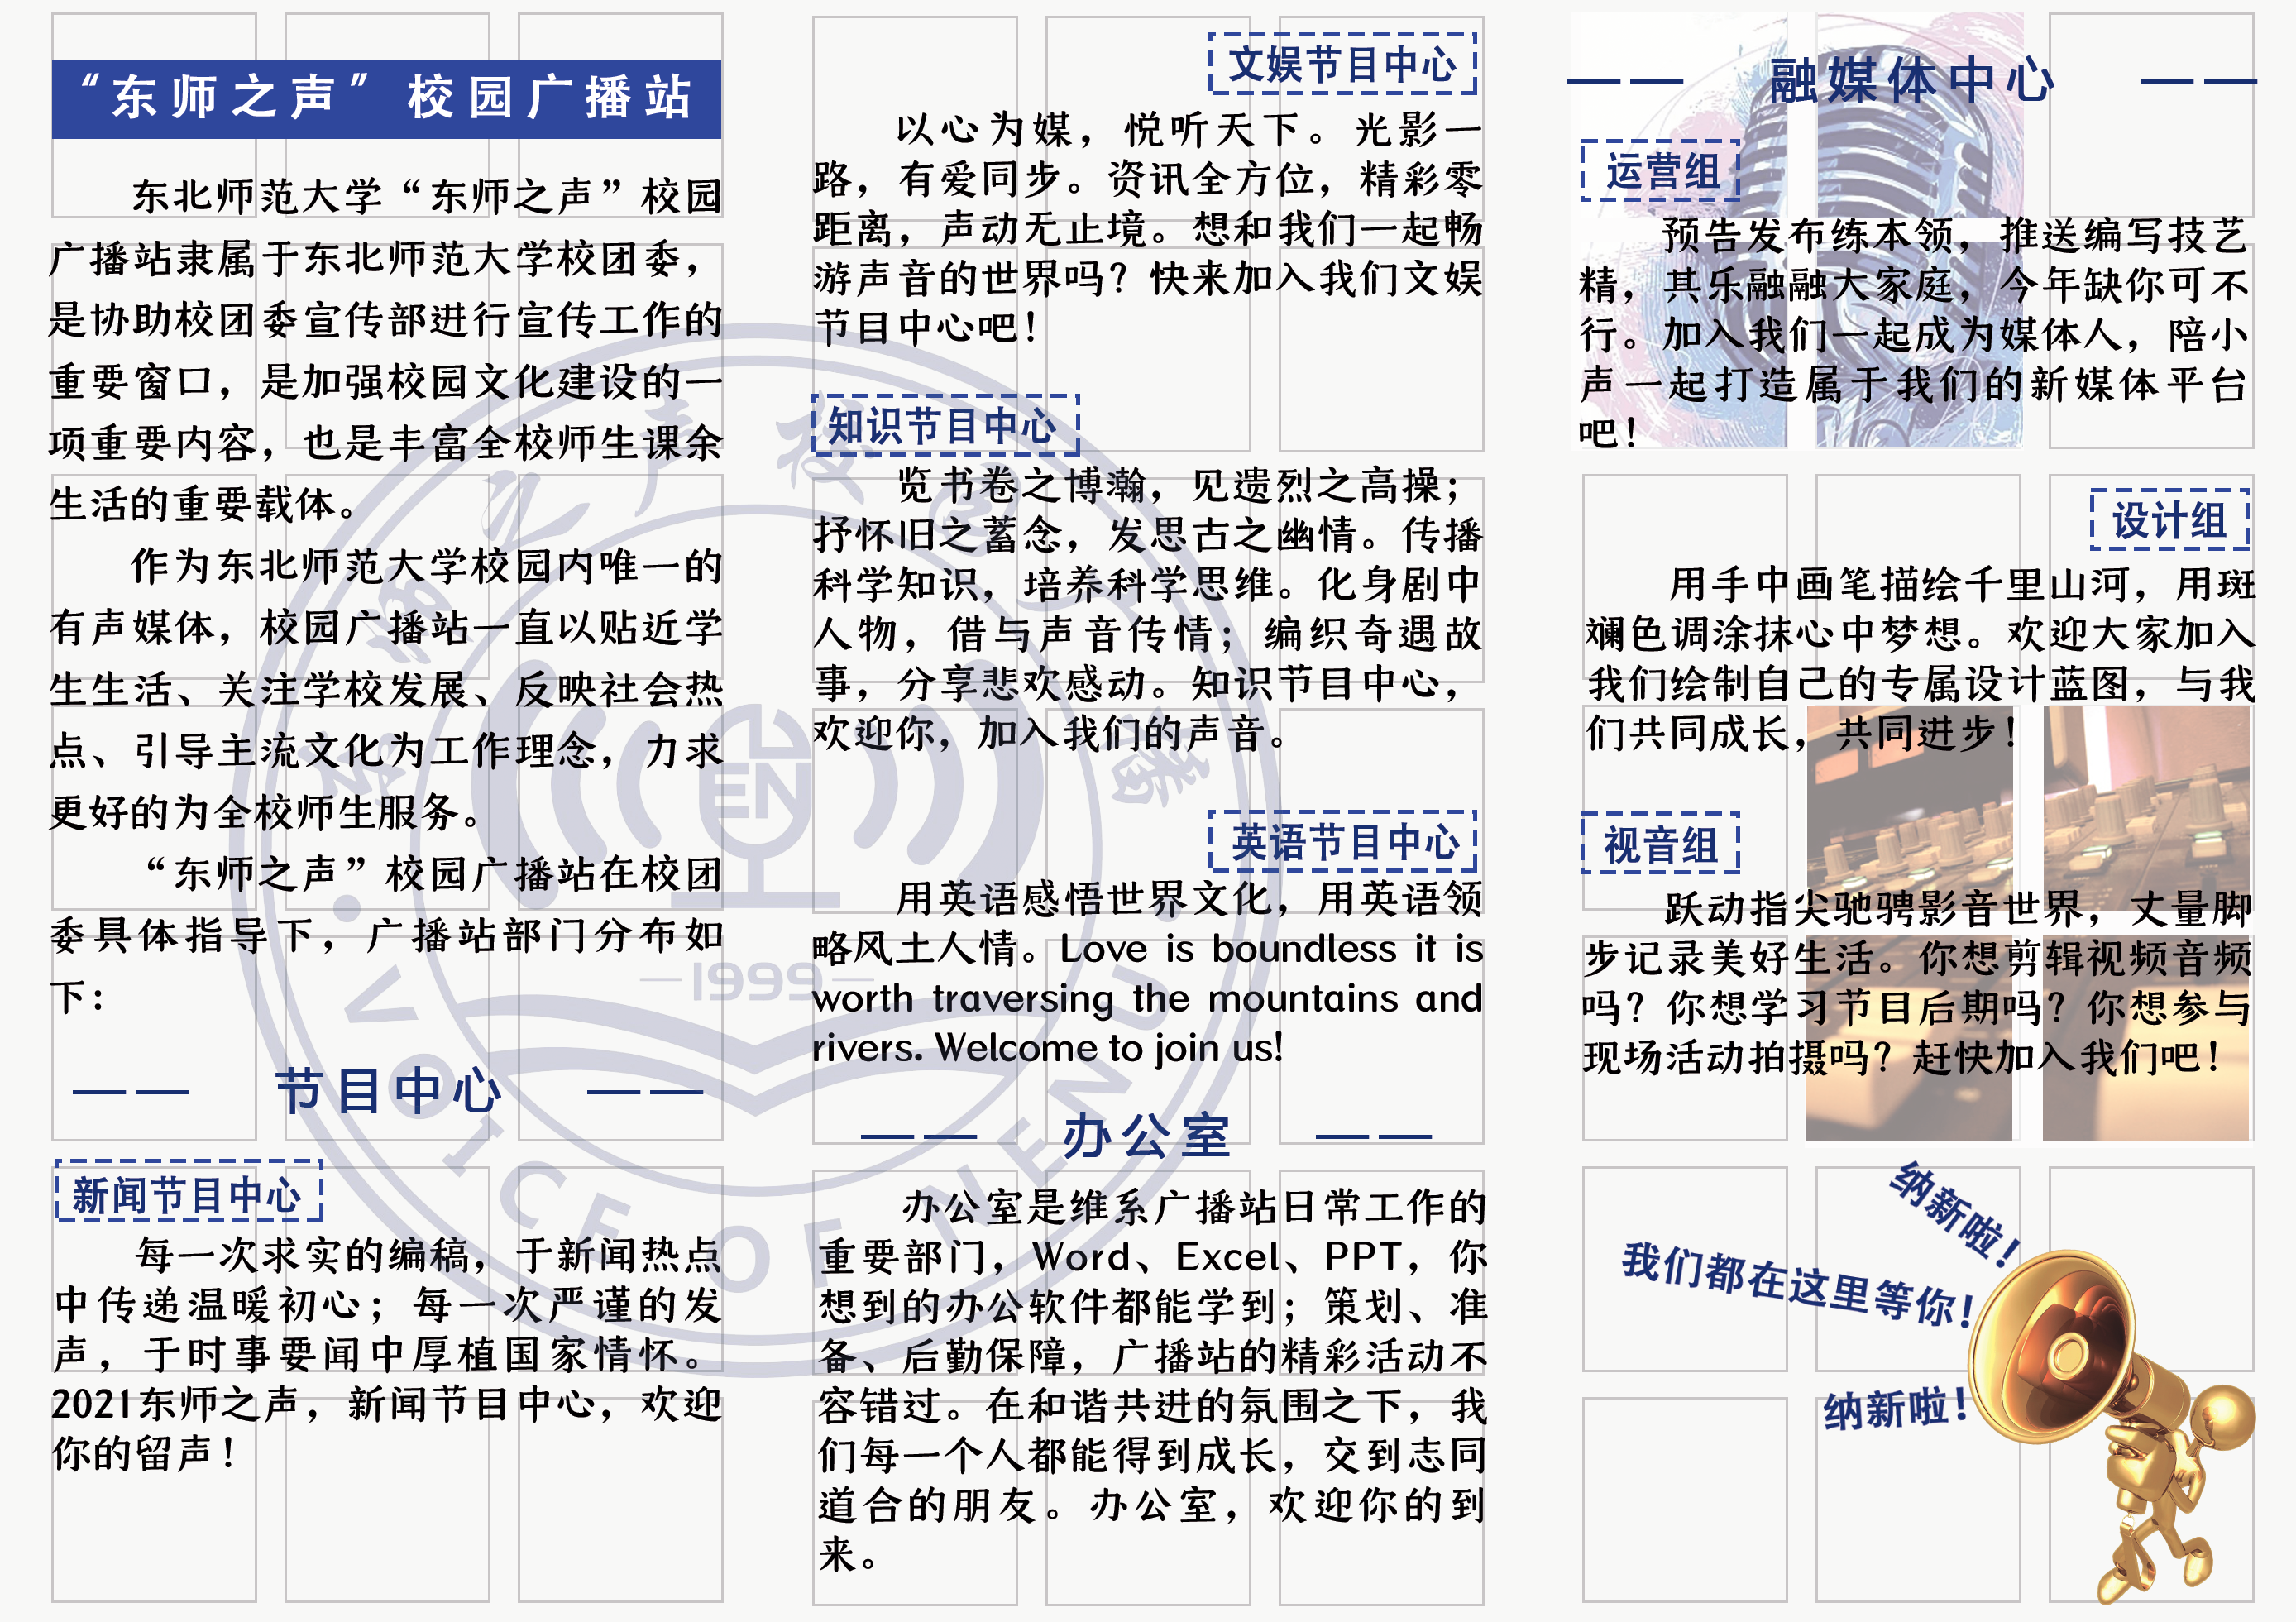 “东师之声”校园广播站
东北师范大学“东师之声”校园
广播站隶属于东北师范大学校团委，
是协助校团委宣传部进行宣传工作的
重要窗口，是加强校园文化建设的一
项重要内容，也是丰富全校师生课余
生活的重要载体。
作为东北师范大学校园内唯一的
有声媒体，校园广播站一直以贴近学
生生活、关注学校发展、反映社会热
点、引导主流文化为工作理念，力求
更好的为全校师生服务。
“东师之声”校园广播站在校团
委具体指导下，广播站部门分布如
下：
—— 节目中心 ——
新闻节目中心
每一次求实的编稿，于新闻热点
中传递温暖初心；每一次严谨的发
声，于时事要闻中厚植国家情怀。
2021东师之声，新闻节目中心，欢迎
你的留声！
文娱节目中心
以心为媒，悦听天下。光影一
路，有爱同步。资讯全方位，精彩零
距离，声动无止境。想和我们一起畅
游声音的世界吗？快来加入我们文娱
节目中心吧！
知识节目中心
览书卷之博瀚，见遗烈之高操；
抒怀旧之蓄念，发思古之幽情。传播
科学知识，培养科学思维。化身剧中
人物，借与声音传情；编织奇遇故
事，分享悲欢感动。知识节目中心，
欢迎你，加入我们的声音。
英语节目中心
用英语感悟世界文化，用英语领
略风土人情。Love is boundless it is
worth traversing the mountains and
rivers. Welcome to join us!
—— 办公室 ——
办公室是维系广播站日常工作的
重要部门，Word、Excel、PPT，你
想到的办公软件都能学到；策划、准
备、后勤保障，广播站的精彩活动不
容错过。在和谐共进的氛围之下，我
们每一个人都能得到成长，交到志同
道合的朋友。办公室，欢迎你的到
来。
—— 融媒体中心 ——
运营组
预告发布练本领，推送编写技艺
精，其乐融融大家庭，今年缺你可不
行。加入我们一起成为媒体人，陪小
声一起打造属于我们的新媒体平台
吧！
设计组
用手中画笔描绘千里山河，用斑
斓色调涂抹心中梦想。欢迎大家加入
我们绘制自己的专属设计蓝图，与我
们共同成长，共同进步！
视音组
跃动指尖驰骋影音世界，丈量脚
步记录美好生活。你想剪辑视频音频
吗？你想学习节目后期吗？你想参与
现场活动拍摄吗？赶快加入我们吧！
纳新啦！
我们都在这里等你！
纳新啦！
东师之声校园广播
EN
—1999—
VOICE OF NENU